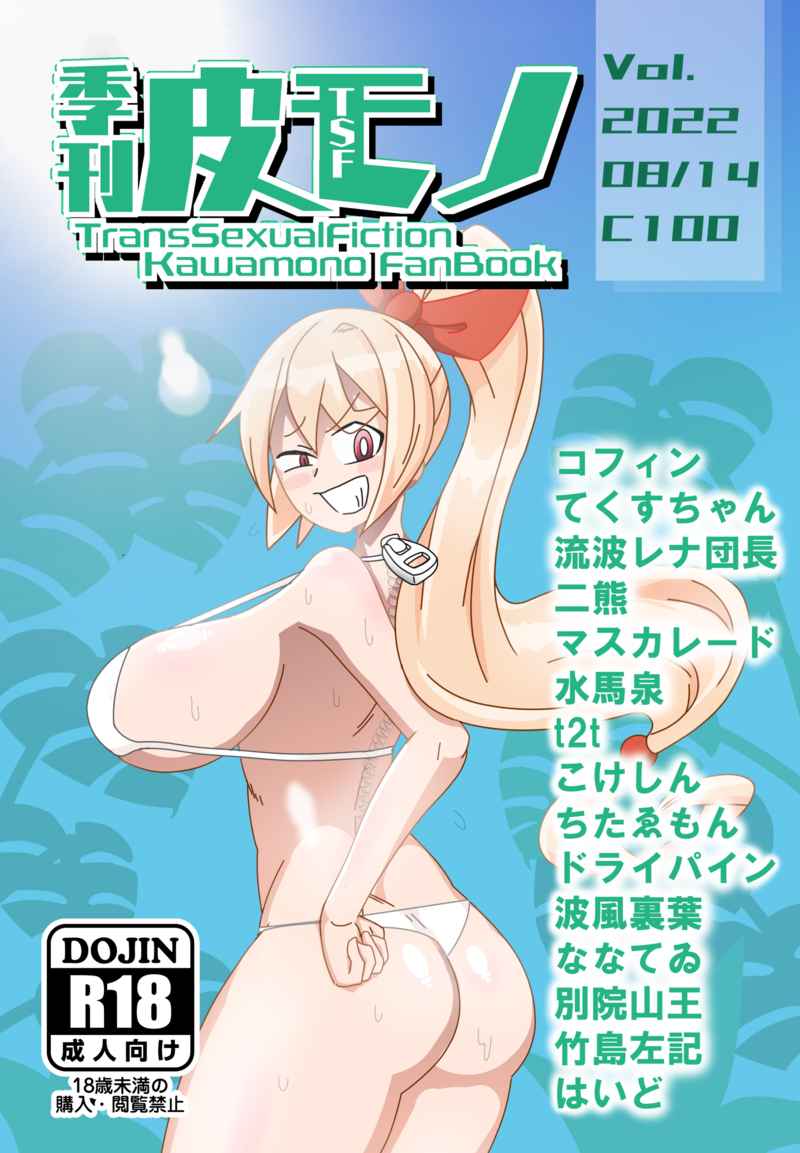 季刊皮モノ
TSF
TransSexualFiction
Kawamono FanBook
Vol.
2022
08/14
C100
コフィン
てくすちゃん
流波レナ団長
二熊
マスカレード
水馬泉
t2t
こけしん
ちたゑもん
ドライパイン
波風裏葉
ななてゐ
別院山王
竹島左記
はいど
DOJIN
R18
成人向け
18歳未満の
購入・閲覧禁止